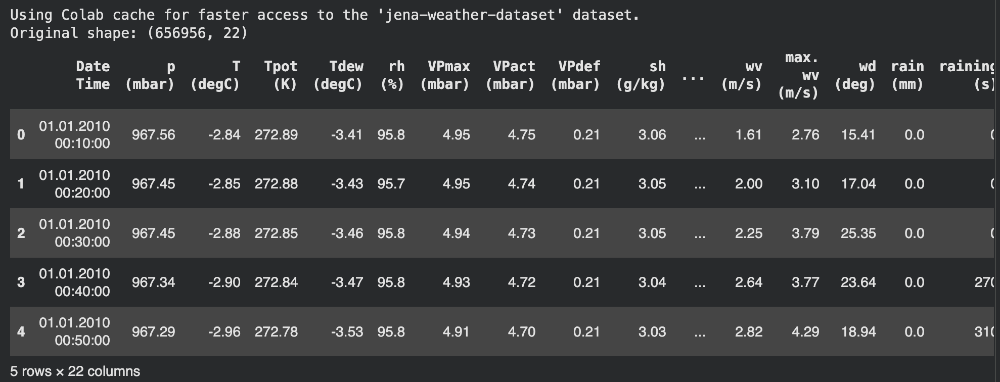 Using Colab cache for faster access to the 'jena-weather-dataset' dataset.
Original shape: (656956, 22)
Date Time p (mbar) T (degC) Tpot (K) Tdew (degC) rh (%) VPmax (mbar) VPact (mbar) VPdef (mbar) sh (g/kg) ... wv (m/s) max. wv (m/s) wd (deg) rain (mm) raining (s)
0 01.01.2010 00:10:00 967.56 -2.84 272.89 -3.41 95.8 4.95 4.75 0.21 3.06 ... 1.61 2.76 15.41 0.0
1 01.01.2010 00:20:00 967.45 -2.85 272.88 -3.43 95.7 4.95 4.74 0.21 3.05 ... 2.00 3.10 17.04 0.0
2 01.01.2010 00:30:00 967.45 -2.88 272.85 -3.46 95.8 4.94 4.73 0.21 3.05 ... 2.25 3.79 25.35 0.0
3 01.01.2010 00:40:00 967.34 -2.90 272.84 -3.47 95.8 4.93 4.72 0.21 3.04 ... 2.64 3.77 23.64 0.0
4 01.01.2010 00:50:00 967.29 -2.96 272.78 -3.53 95.8 4.91 4.70 0.21 3.03 ... 2.82 4.29 18.94 0.0
5 rows × 22 columns